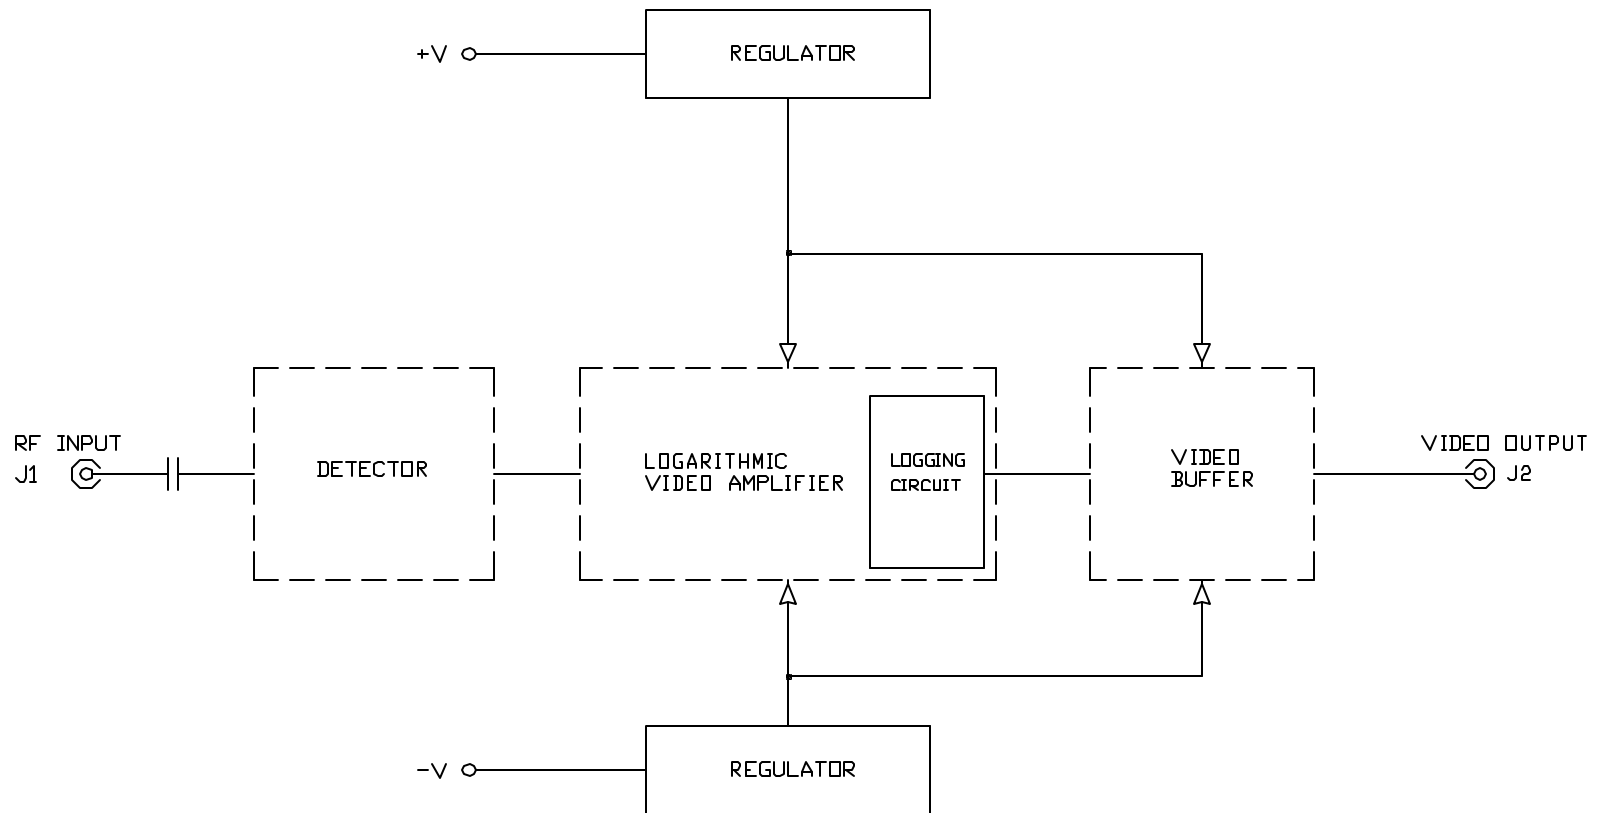 +V
REGULATOR
RF INPUT
J1
DETECTOR
LOGARITHMIC
VIDEO AMPLIFIER
LOGGING
CIRCUIT
VIDEO
BUFFER
VIDEO OUTPUT
J2
-V
REGULATOR